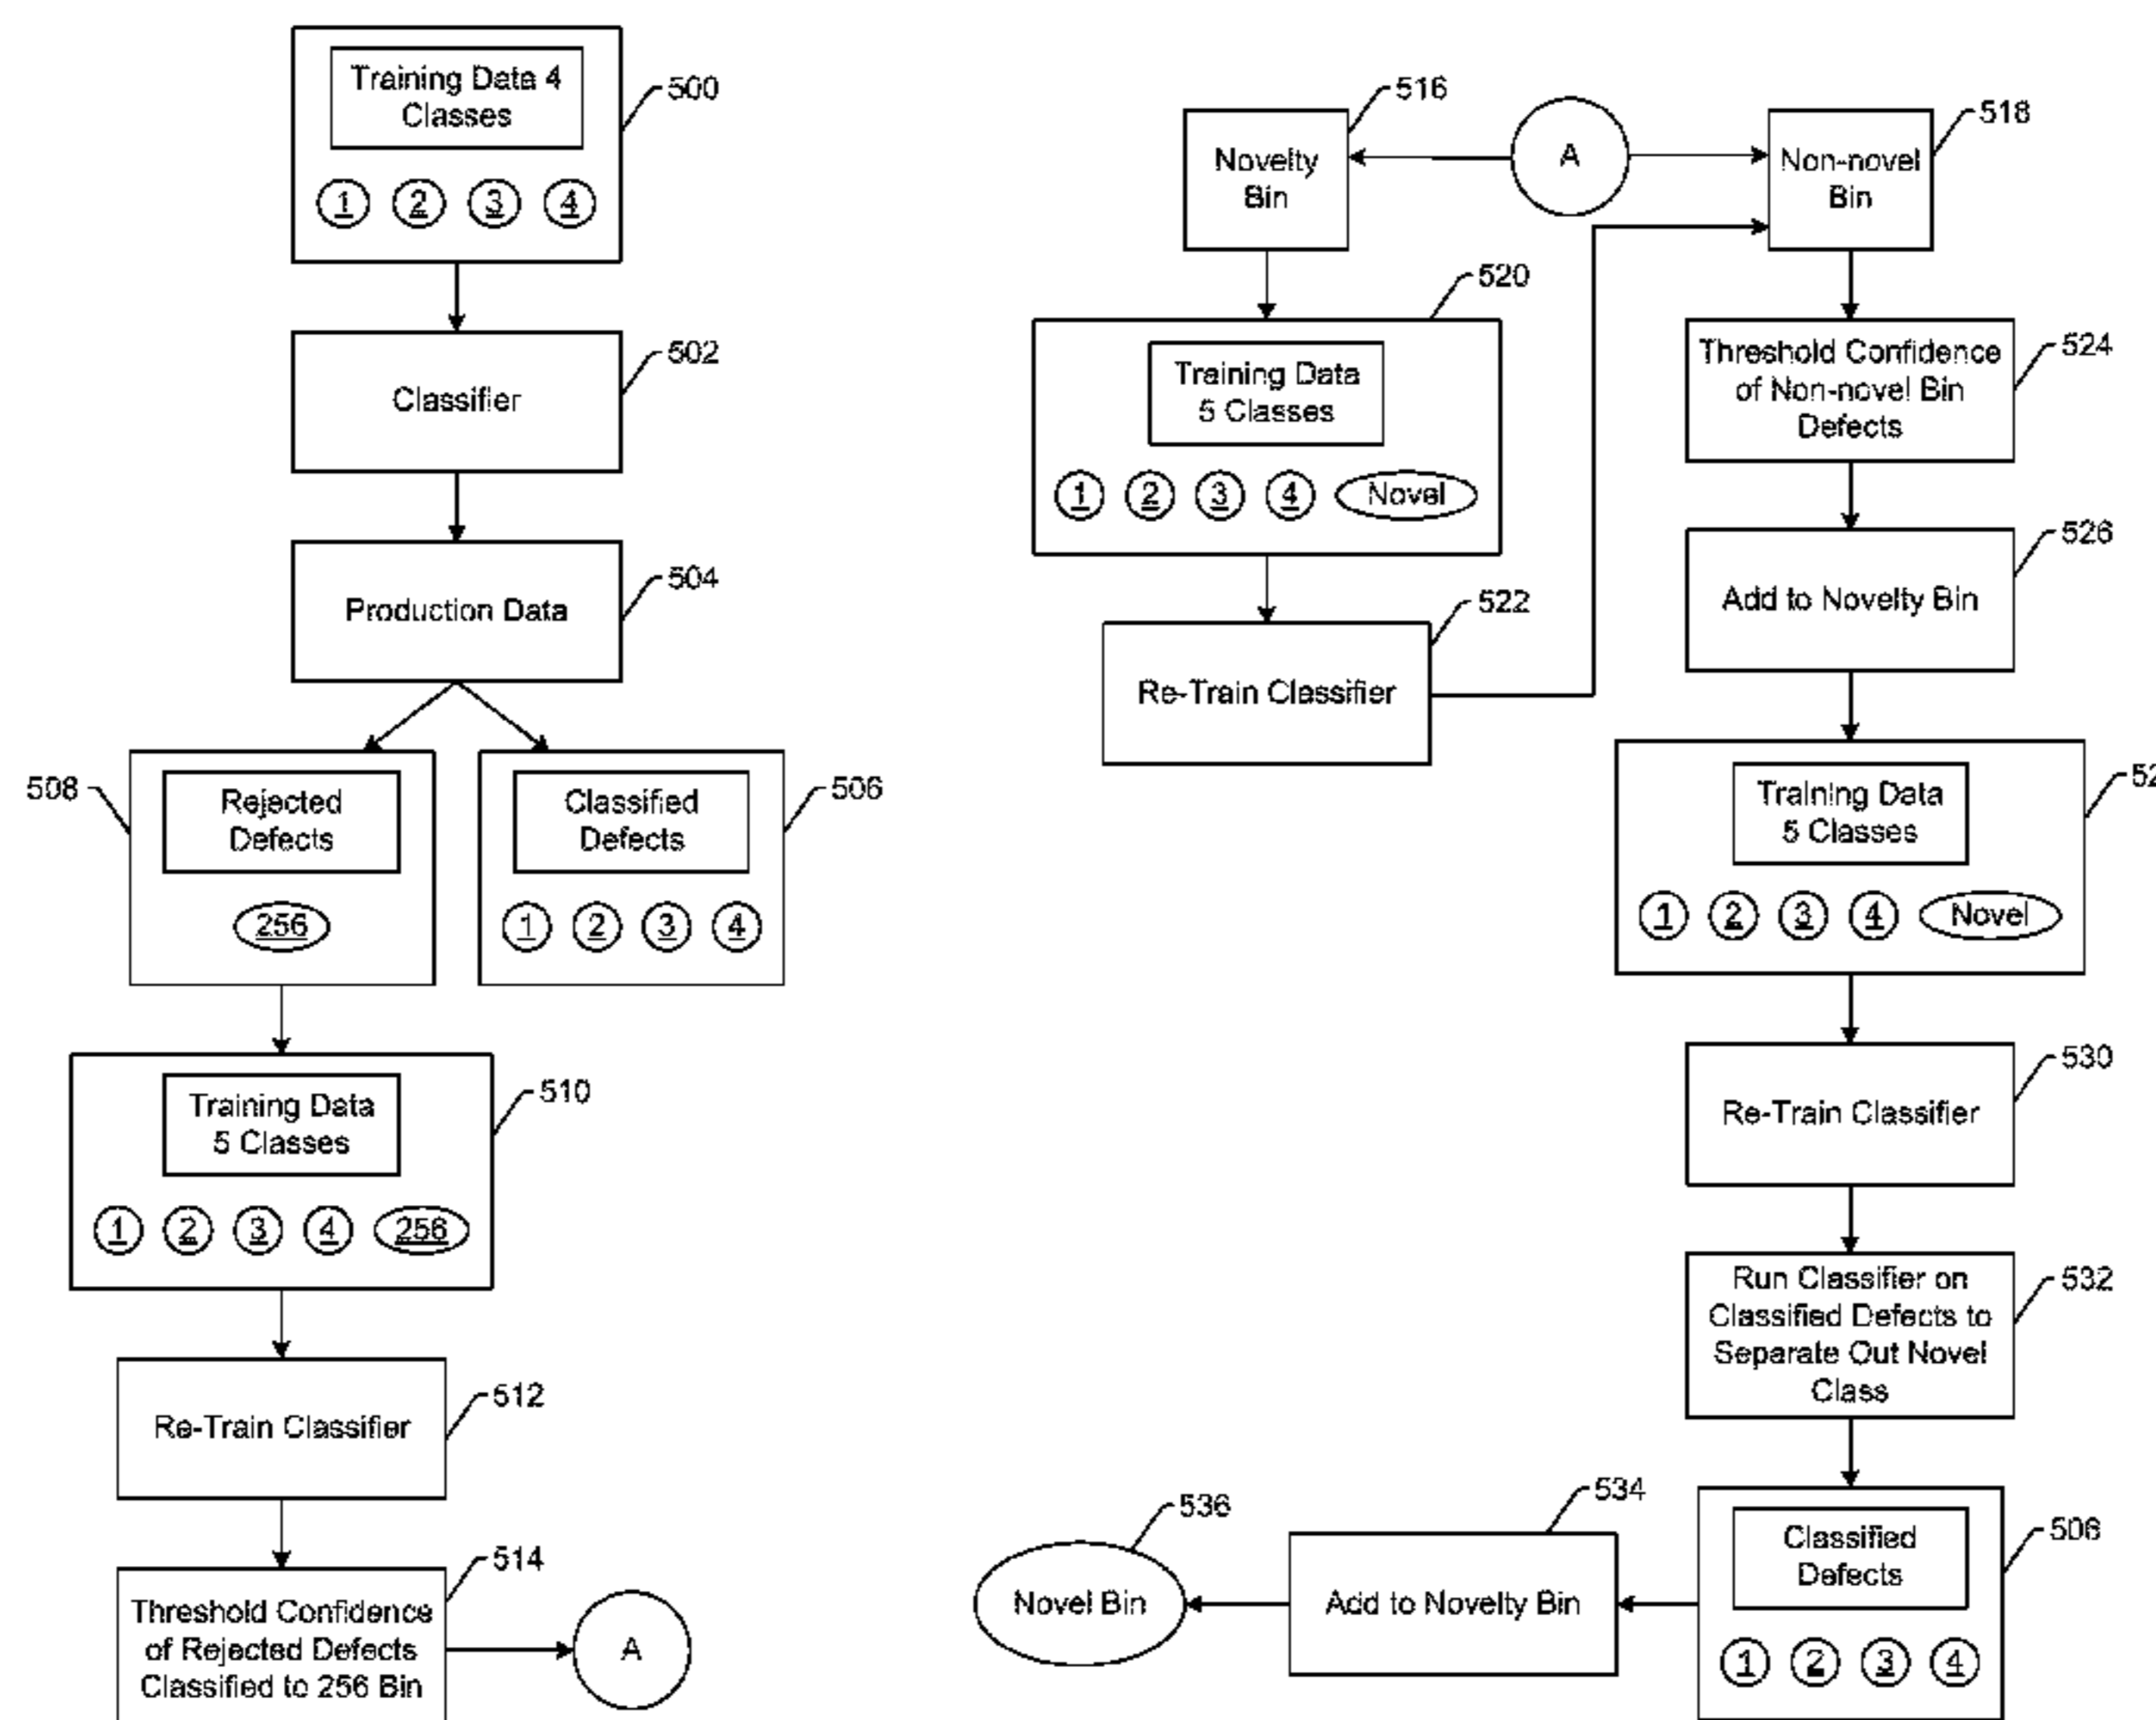 Training Data 4
Classes
500
1 2 3 4
Classifier
502
Production Data
504
508
Rejected
Defects
256
Classified
Defects
506
1 2 3 4
Training Data
5 Classes
510
1 2 3 4 256
Re-Train Classifier
512
Threshold Confidence
of Rejected Defects
Classified to 256 Bin
514
A
Novelty
Bin
516
A
Non-novel
Bin
518
Training Data
5 Classes
520
1 2 3 4 Novel
Re-Train Classifier
522
Threshold Confidence
of Non-novel Bin
Defects
524
Add to Novelty Bin
526
Training Data
5 Classes
1 2 3 4 Novel
Re-Train Classifier
530
Run Classifier on
Classified Defects to
Separate Out Novel
Class
532
Classified
Defects
506
1 2 3 4
Add to Novelty Bin
534
Novel Bin
536